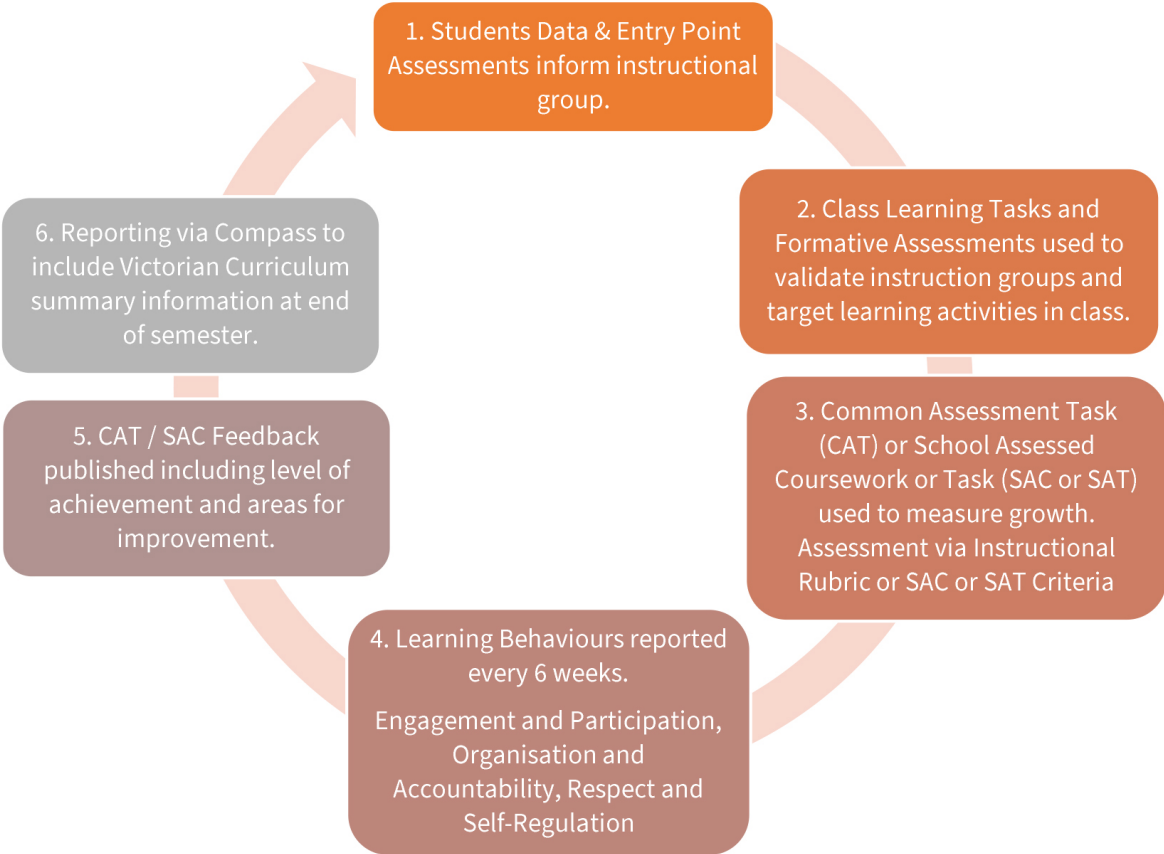 1. Students Data & Entry Point
Assessments inform instructional
group.
2. Class Learning Tasks and
Formative Assessments used to
validate instruction groups and
target learning activities in class.
3. Common Assessment Task
(CAT) or School Assessed
Coursework or Task (SAC or SAT)
used to measure growth.
Assessment via Instructional
Rubric or SAC or SAT Criteria
4. Learning Behaviours reported
every 6 weeks.
Engagement and Participation,
Organisation and
Accountability, Respect and
Self-Regulation
5. CAT / SAC Feedback
published including level of
achievement and areas for
improvement.
6. Reporting via Compass to
include Victorian Curriculum
summary information at end
of semester.